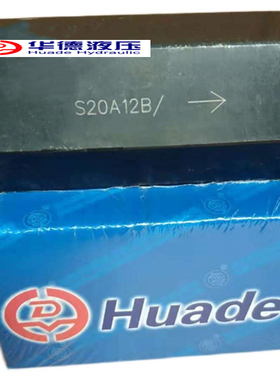 华德液压
Huade Hydraulic
S20A12B/ →
Huade